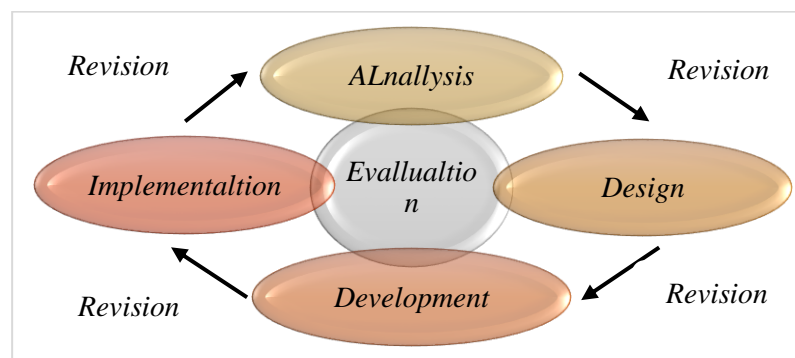 Revision
ALnallysis
Revision
Implementaltion
Evallualtio
n
Design
Revision
Development
Revision